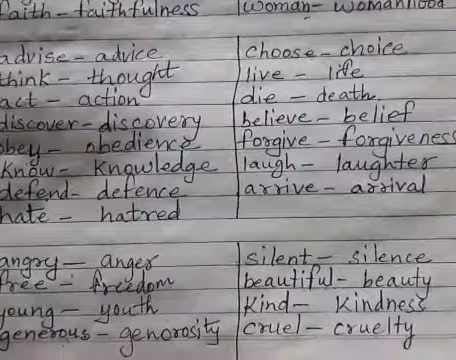 faith - faithfulness woman - womanhood
advise - advice choose - choice
think - thought live - life
act - action die - death
discover - discovery believe - belief
obey - obedience forgive - forgiveness
know - knowledge laugh - laughter
defend - defence arrive - arrival
hate - hatred
angry - anger silent - silence
free - freedom beautiful - beauty
young - youth kind - kindness
generous - genorosity cruel - cruelty